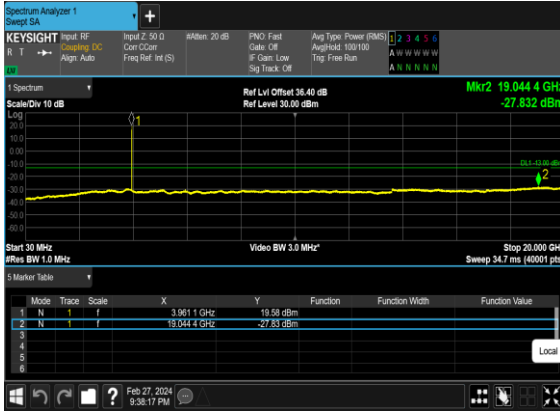 Spectrum Analyzer 1
Swept SA
+
KEYSIGHT Input: RF Input Z: 50 Ω #Atten: 20 dB PNO: Fast Avg Type: Power (RMS) 1 2 3 4 5 6
R T Coupling: DC Corr CCorr Gate: Off Avg|Hold: 100/100 A W W W W W
Align: Auto Freq Ref: Int (S) IF Gain: Low Trig: Free Run
Sig Track: Off A N N N N N
1 Spectrum
Scale/Div 10 dB
Ref Lvl Offset 36.40 dB
Ref Level 30.00 dBm
Mkr2 19.044 4 GHz
-27.832 dBm
Log
20.0
10.0
0.00
-10.0
-20.0
-30.0
-40.0
-50.0
-60.0
1
DL1 -13.00 dBm
2
Start 30 MHz Video BW 3.0 MHz* Stop 20.000 GH
#Res BW 1.0 MHz Sweep 34.7 ms (40001 pts
5 Marker Table
Mode Trace Scale X Y Function Function Width Function Value
1 N 1 f 3.961 1 GHz 19.58 dBm
2 N 1 f 19.044 4 GHz -27.83 dBm
3
4
5
6
Local
? Feb 27, 2024
9:38:17 PM